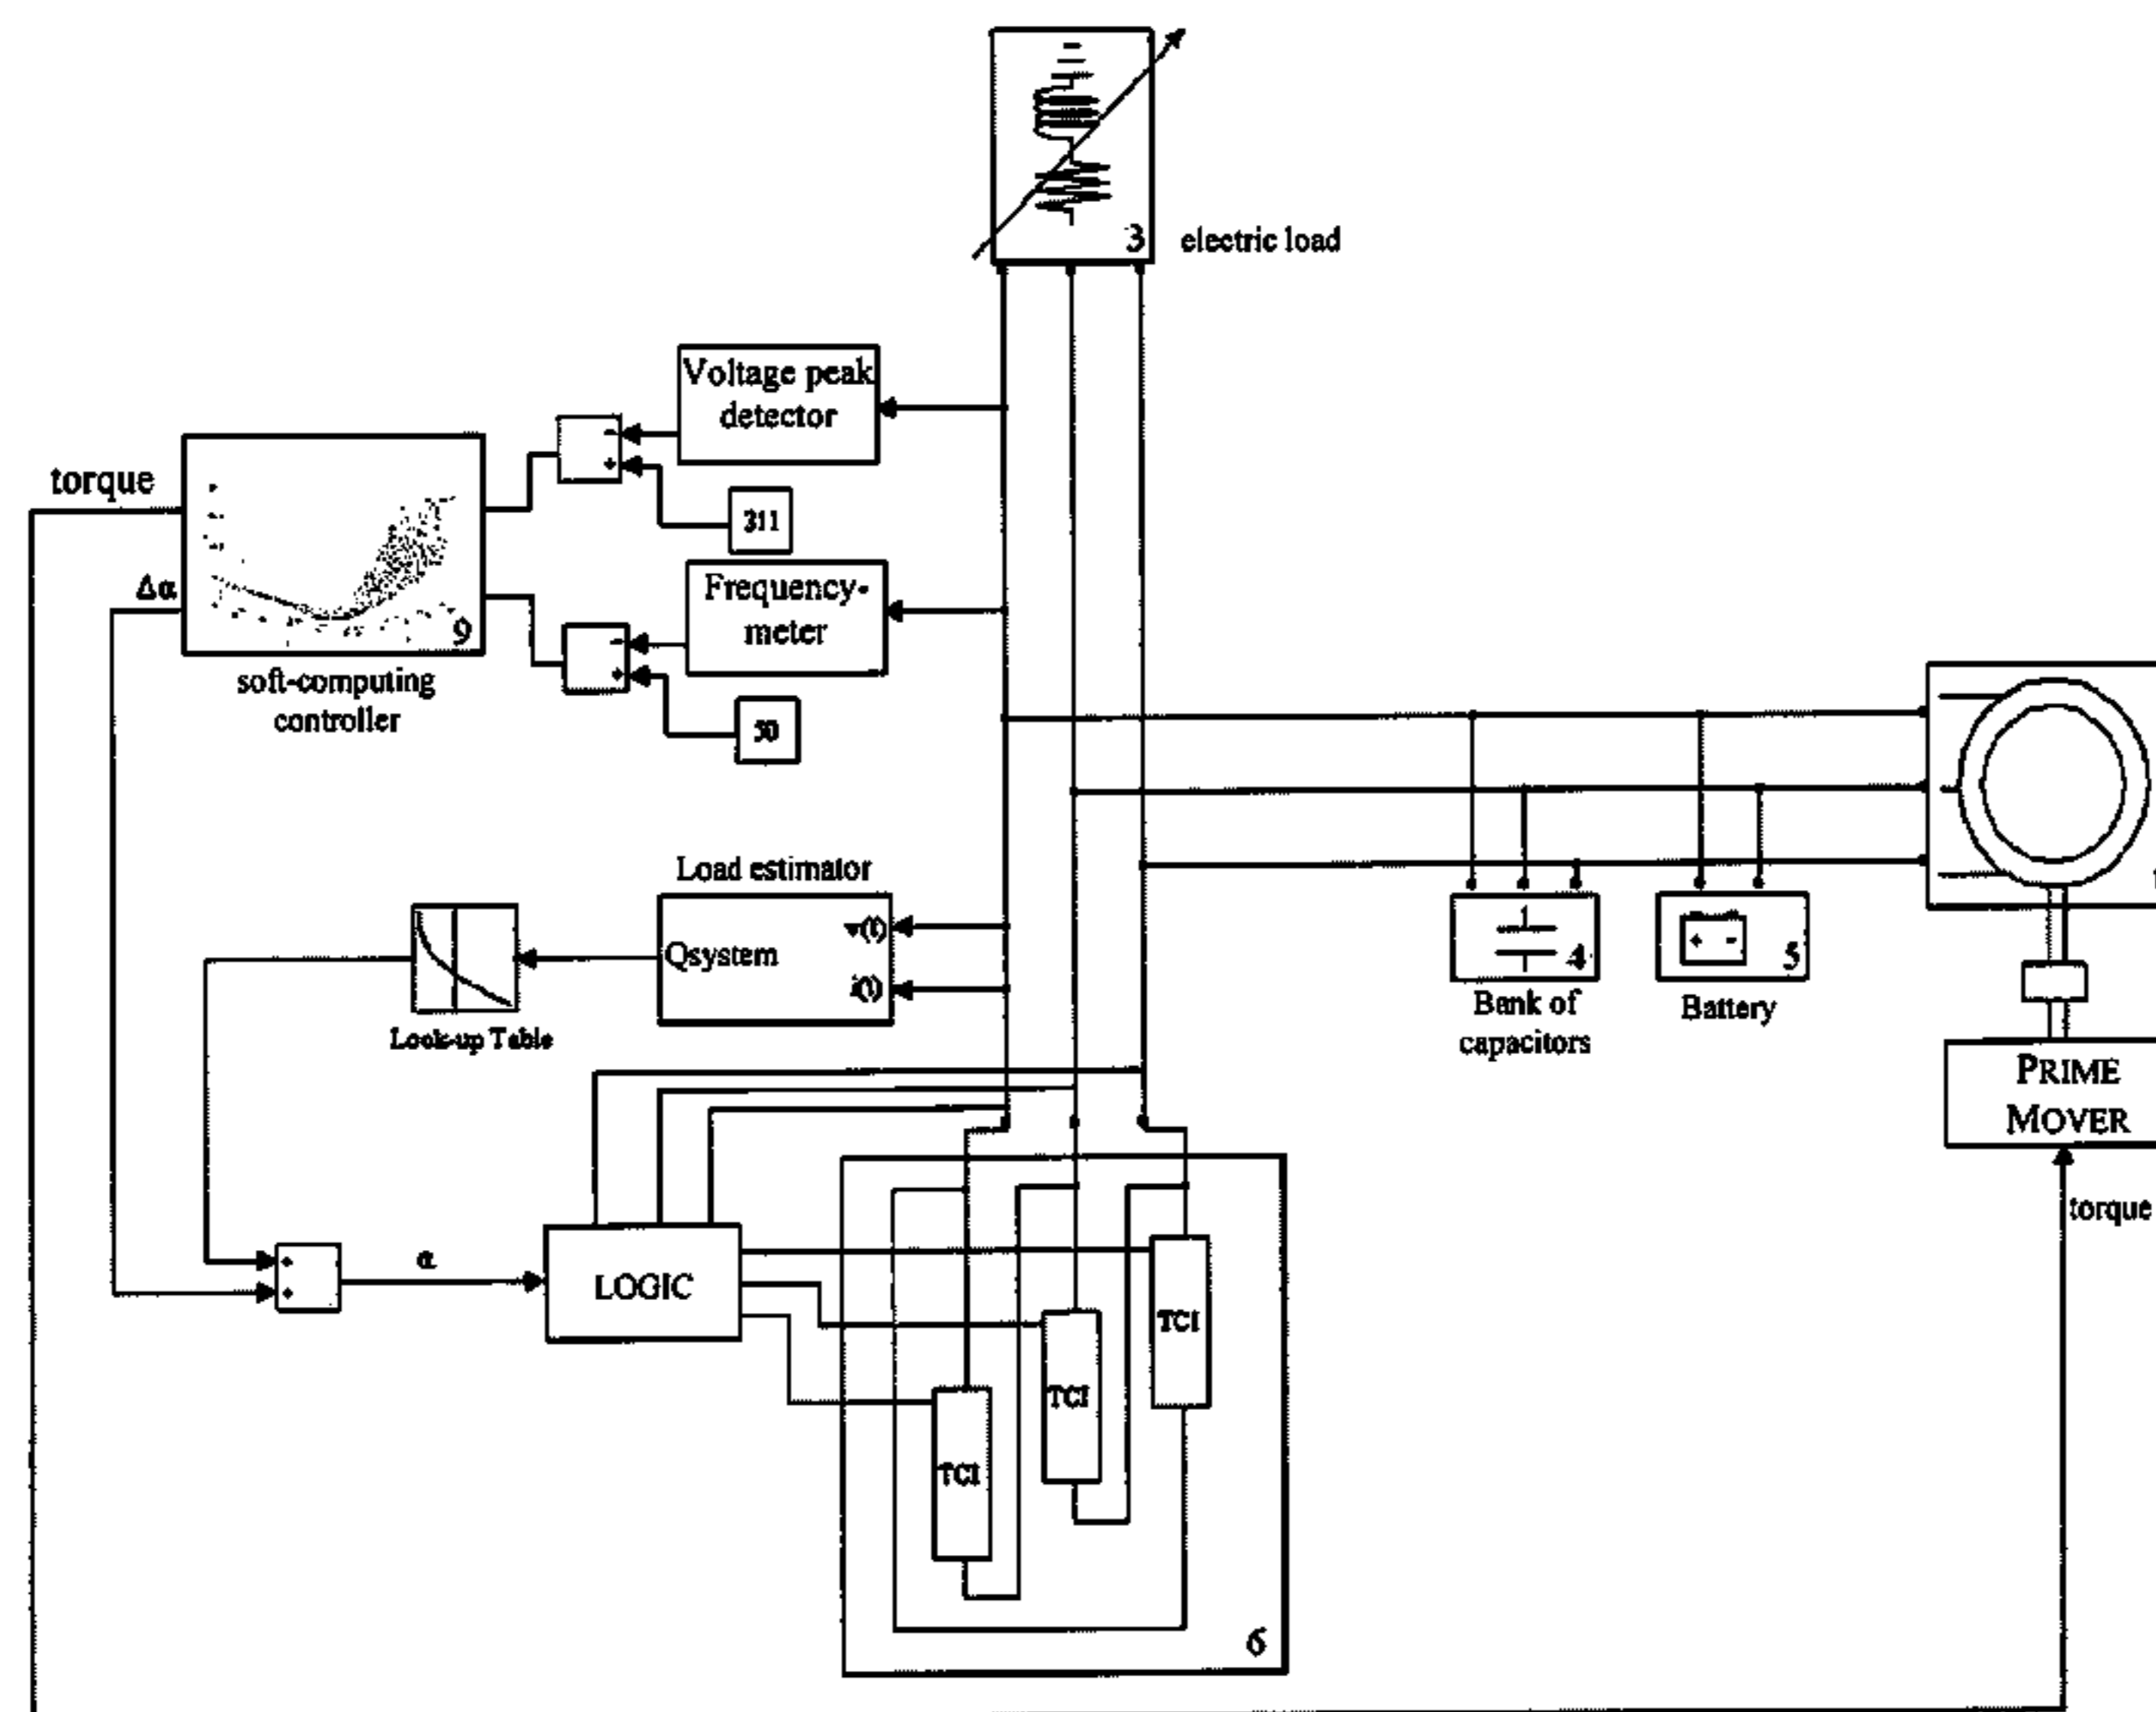 3
electric load
Voltage peak
detector
-
+
311
torque
Δα
9
soft-computing
controller
Frequency-
meter
-
+
50
Load estimator
v(t)
Qsystem
i(t)
Look-up Table
4
Bank of
capacitors
+ -
5
Battery
PRIME
MOVER
torque
+
+
α
LOGIC
TCI
TCI
TCI
6